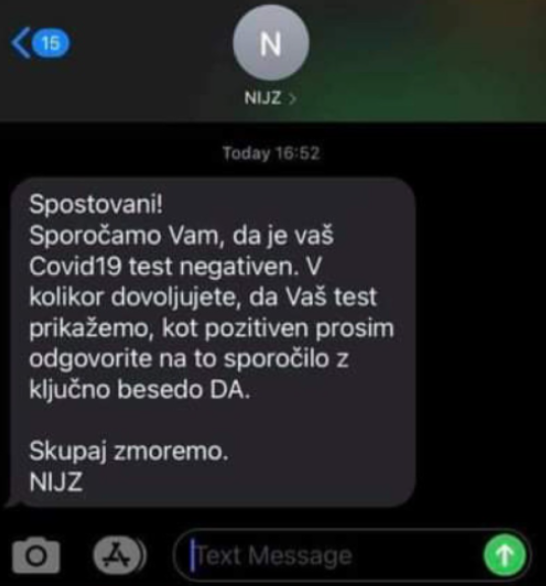 15
N
NIJZ >
Today 16:52
Spostovani!
Sporočamo Vam, da je vaš
Covid19 test negativen. V
kolikor dovoljujete, da Vaš test
prikažemo, kot pozitiven prosim
odgovorite na to sporočilo z
ključno besedo DA.
Skupaj zmoremo.
NIJZ
Text Message